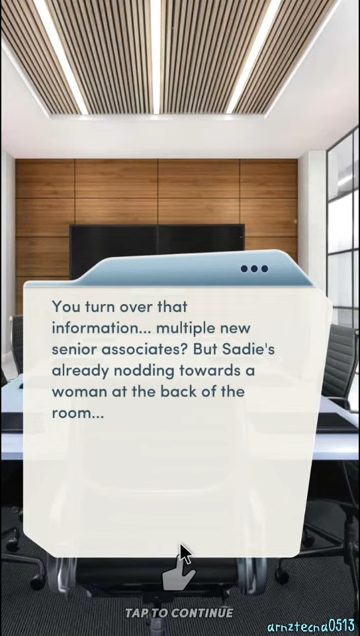 You turn over that
information... multiple new
senior associates? But Sadie's
already nodding towards a
woman at the back of the
room...
TAP TO CONTINUE
arnztecna0513